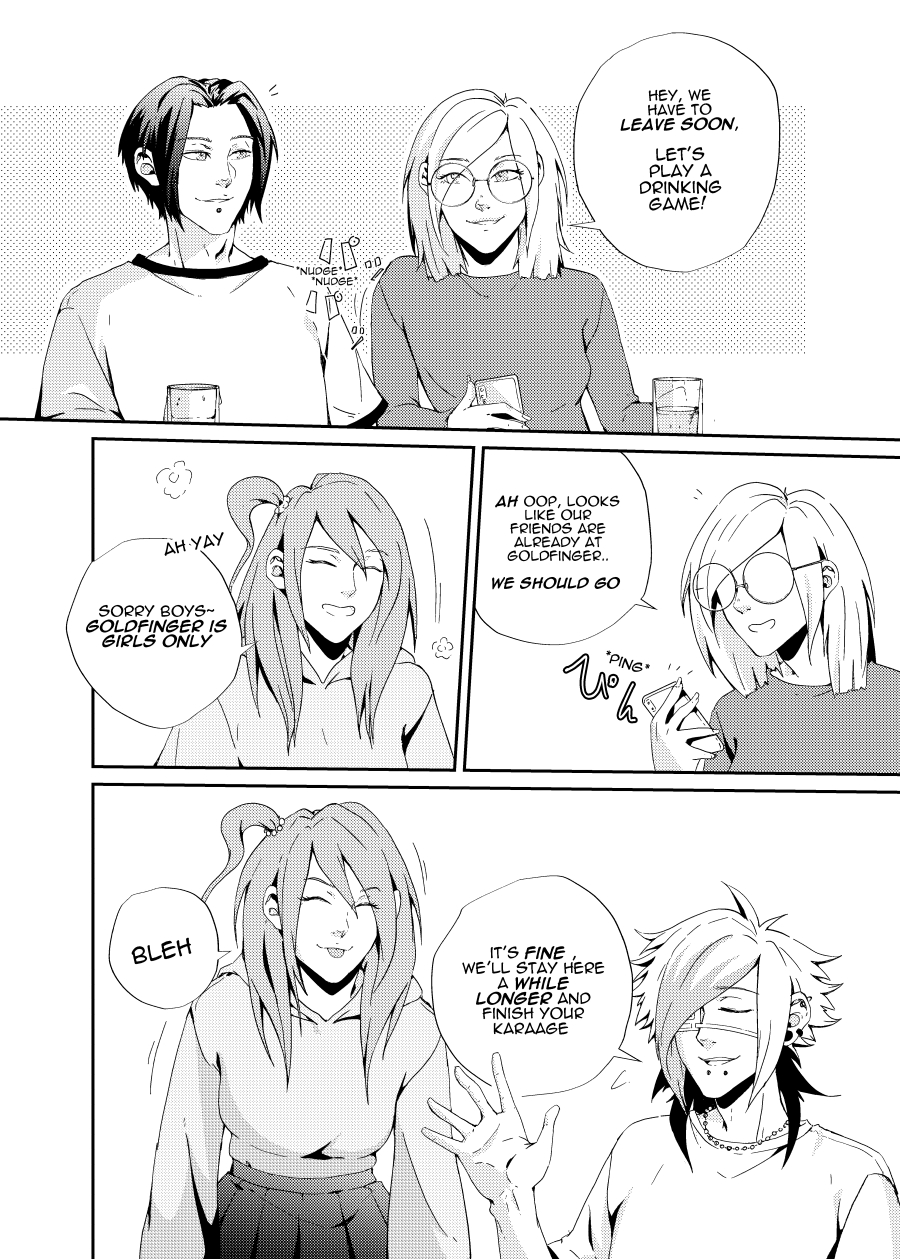 HEY, WE
HAVE TO
LEAVE SOON,
LET'S
PLAY A
DRINKING
GAME!
*NUDGE*
*NUDGE*
AH OOP, LOOKS
LIKE OUR
FRIENDS ARE
ALREADY AT
GOLDFINGER..
WE SHOULD GO
*PING*
AH YAY
SORRY BOYS~
GOLDFINGER IS
GIRLS ONLY
IT'S FINE ,
WE'LL STAY HERE
A WHILE
LONGER AND
FINISH YOUR
KARAAGE
BLEH